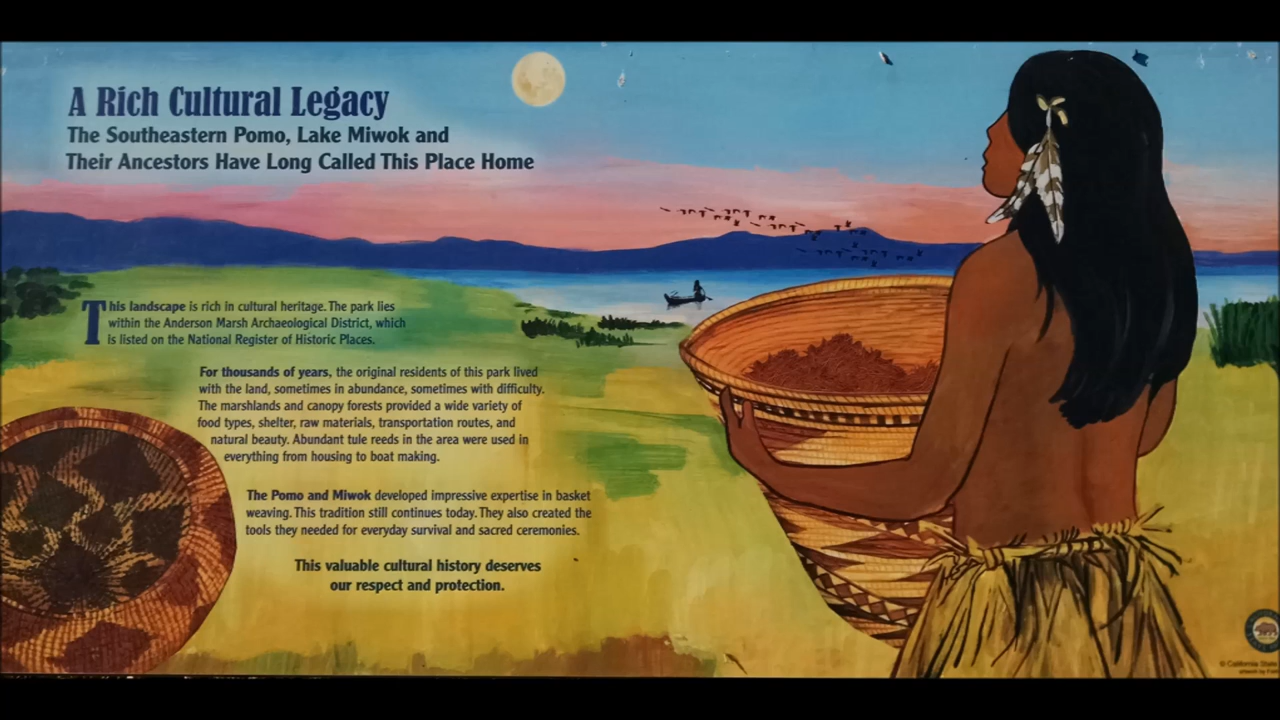 A Rich Cultural Legacy
The Southeastern Pomo, Lake Miwok and
Their Ancestors Have Long Called This Place Home
This landscape is rich in cultural heritage. The park lies
within the Anderson Marsh Archaeological District, which
is listed on the National Register of Historic Places.
For thousands of years, the original residents of this park lived
with the land, sometimes in abundance, sometimes with difficulty.
The marshlands and canopy forests provided a wide variety of
food types, shelter, raw materials, transportation routes, and
natural beauty. Abundant tule reeds in the area were used in
everything from housing to boat making.
The Pomo and Miwok developed impressive expertise in basket
weaving. This tradition still continues today. They also created the
tools they needed for everyday survival and sacred ceremonies.
This valuable cultural history deserves
our respect and protection.
© California State